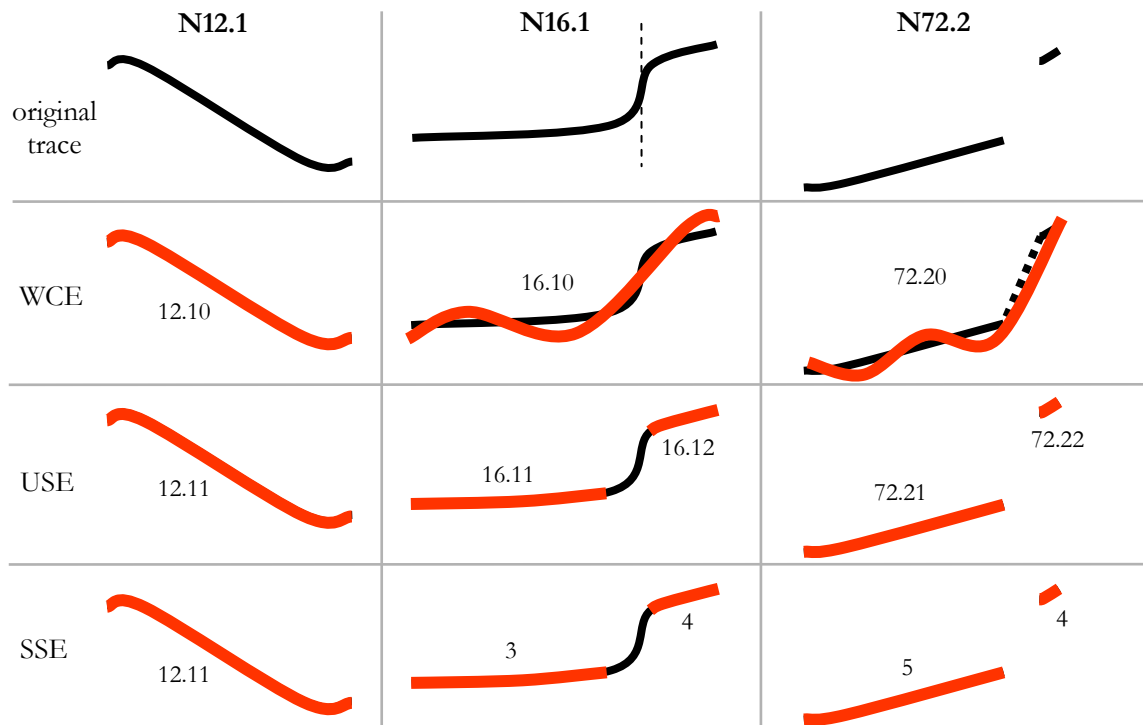 N12.1 N16.1 N72.2
original
trace
WCE 12.10 16.10 72.20
USE 12.11 16.11 16.12 72.21 72.22
SSE 12.11 3 4 5 4